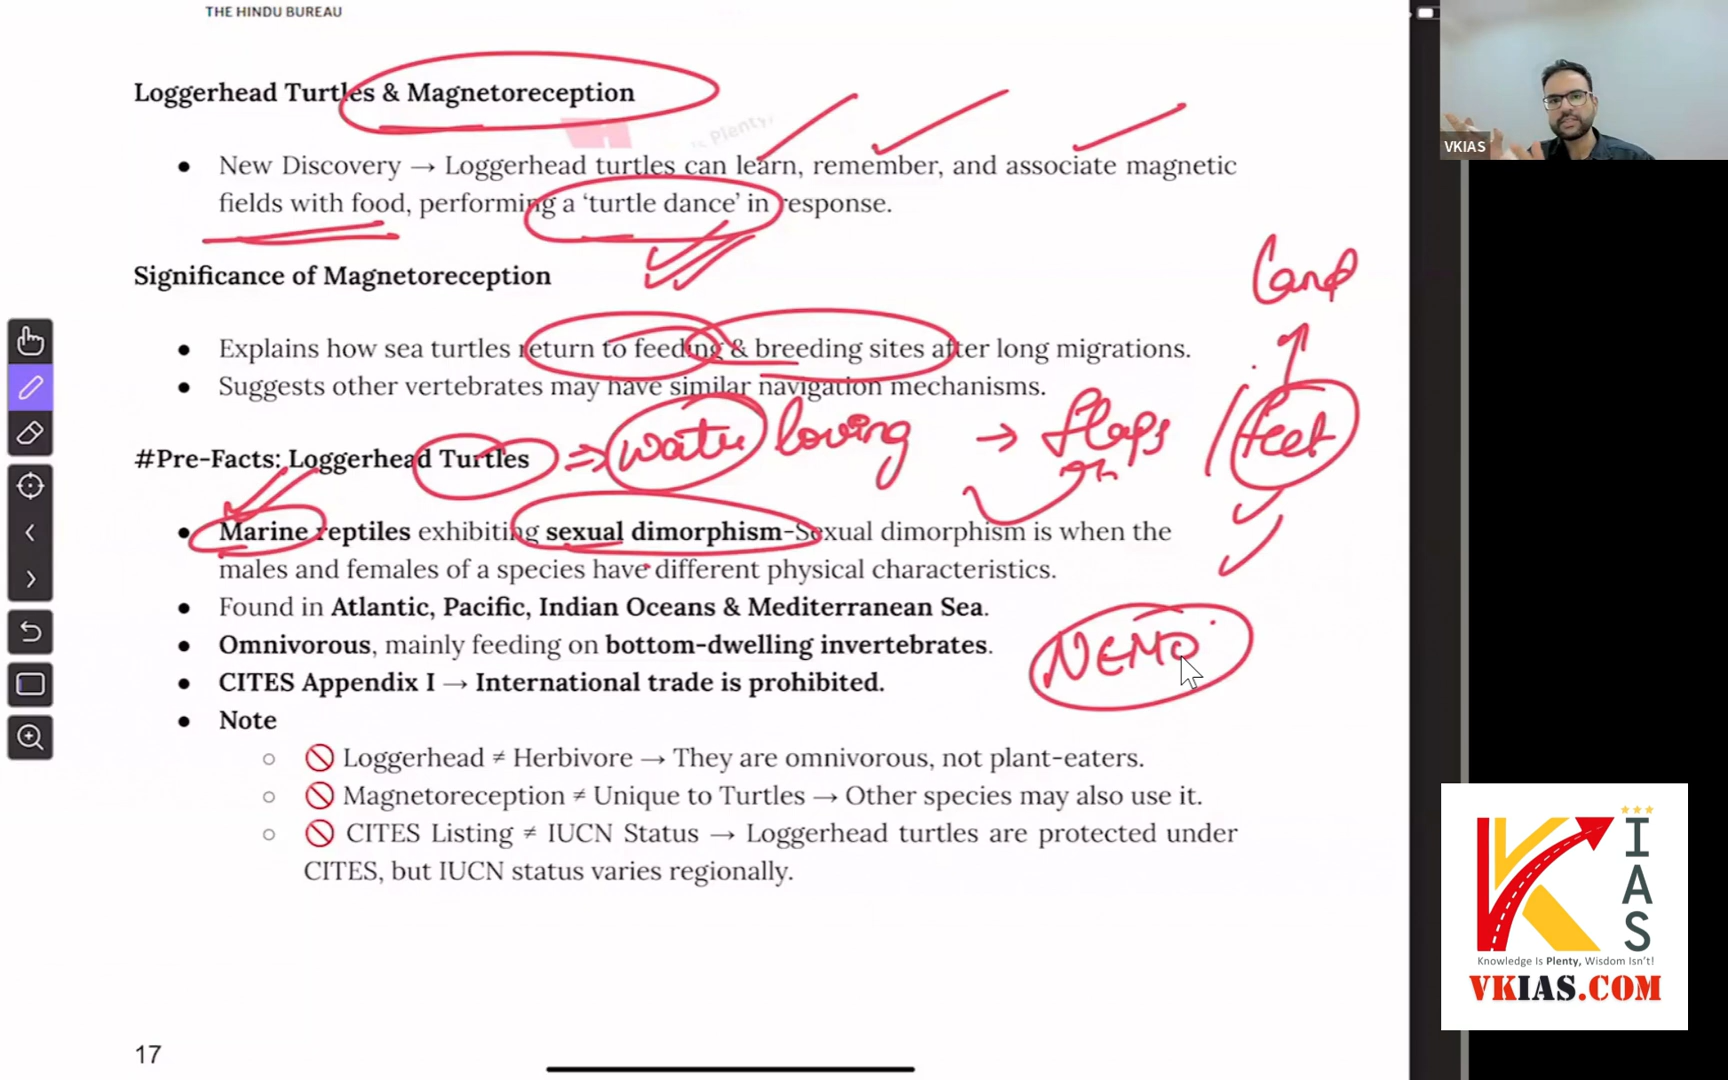 THE HINDU BUREAU
Loggerhead Turtles & Magnetoreception
s Plenty,
VKIAS
● New Discovery → Loggerhead turtles can learn, remember, and associate magnetic
fields with food, performing a ‘turtle dance’ in response.
Significance of Magnetoreception
Land
● Explains how sea turtles return to feeding & breeding sites after long migrations.
● Suggests other vertebrates may have similar navigation mechanisms.
#Pre-Facts: Loggerhead Turtles ⇒ water loving → flaps / feet
● Marine reptiles exhibiting sexual dimorphism-Sexual dimorphism is when the
males and females of a species have different physical characteristics.
● Found in Atlantic, Pacific, Indian Oceans & Mediterranean Sea.
● Omnivorous, mainly feeding on bottom-dwelling invertebrates.
NEMO
● CITES Appendix I → International trade is prohibited.
● Note
○ 🚫 Loggerhead ≠ Herbivore → They are omnivorous, not plant-eaters.
○ 🚫 Magnetoreception ≠ Unique to Turtles → Other species may also use it.
○ 🚫 CITES Listing ≠ IUCN Status → Loggerhead turtles are protected under
CITES, but IUCN status varies regionally.
IAS
Knowledge Is Plenty, Wisdom Isn't!
VKIAS.COM
17